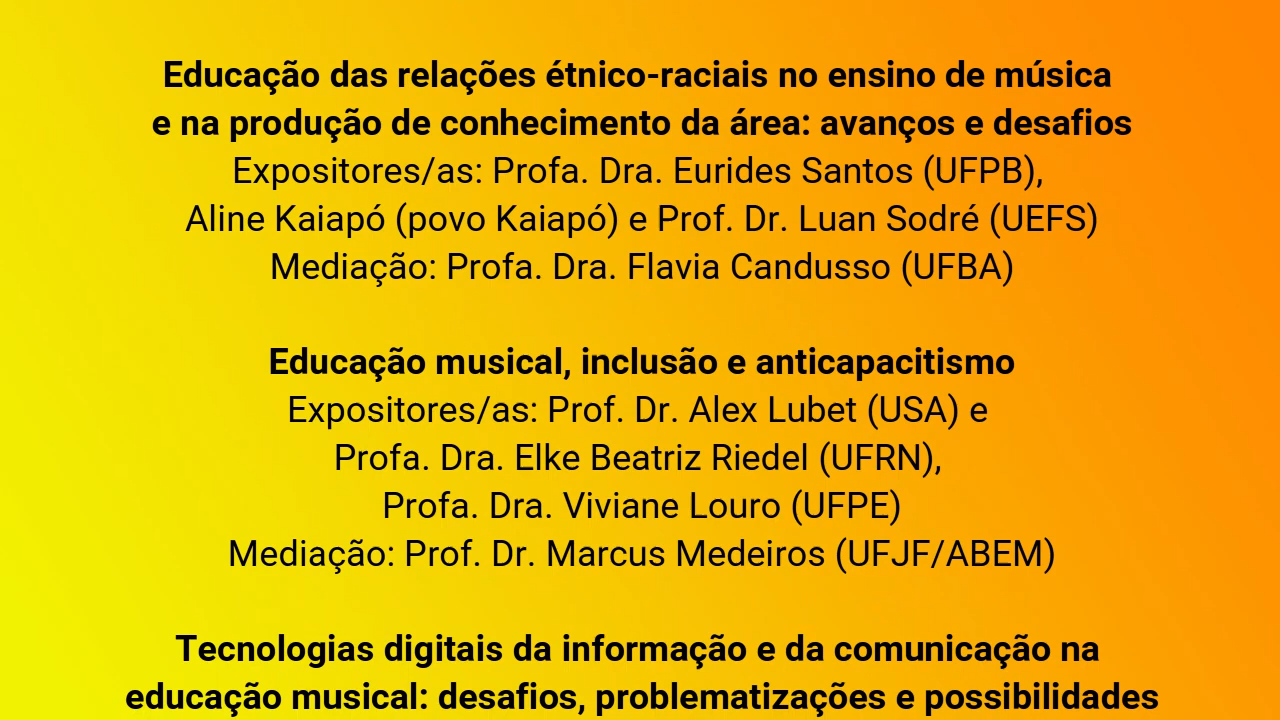 Educação das relações étnico-raciais no ensino de música
e na produção de conhecimento da área: avanços e desafios
Expositores/as: Profa. Dra. Eurides Santos (UFPB),
Aline Kaiapó (povo Kaiapó) e Prof. Dr. Luan Sodré (UEFS)
Mediação: Profa. Dra. Flavia Candusso (UFBA)
Educação musical, inclusão e anticapacitismo
Expositores/as: Prof. Dr. Alex Lubet (USA) e
Profa. Dra. Elke Beatriz Riedel (UFRN),
Profa. Dra. Viviane Louro (UFPE)
Mediação: Prof. Dr. Marcus Medeiros (UFJF/ABEM)
Tecnologias digitais da informação e da comunicação na
educação musical: desafios, problematizações e possibilidades